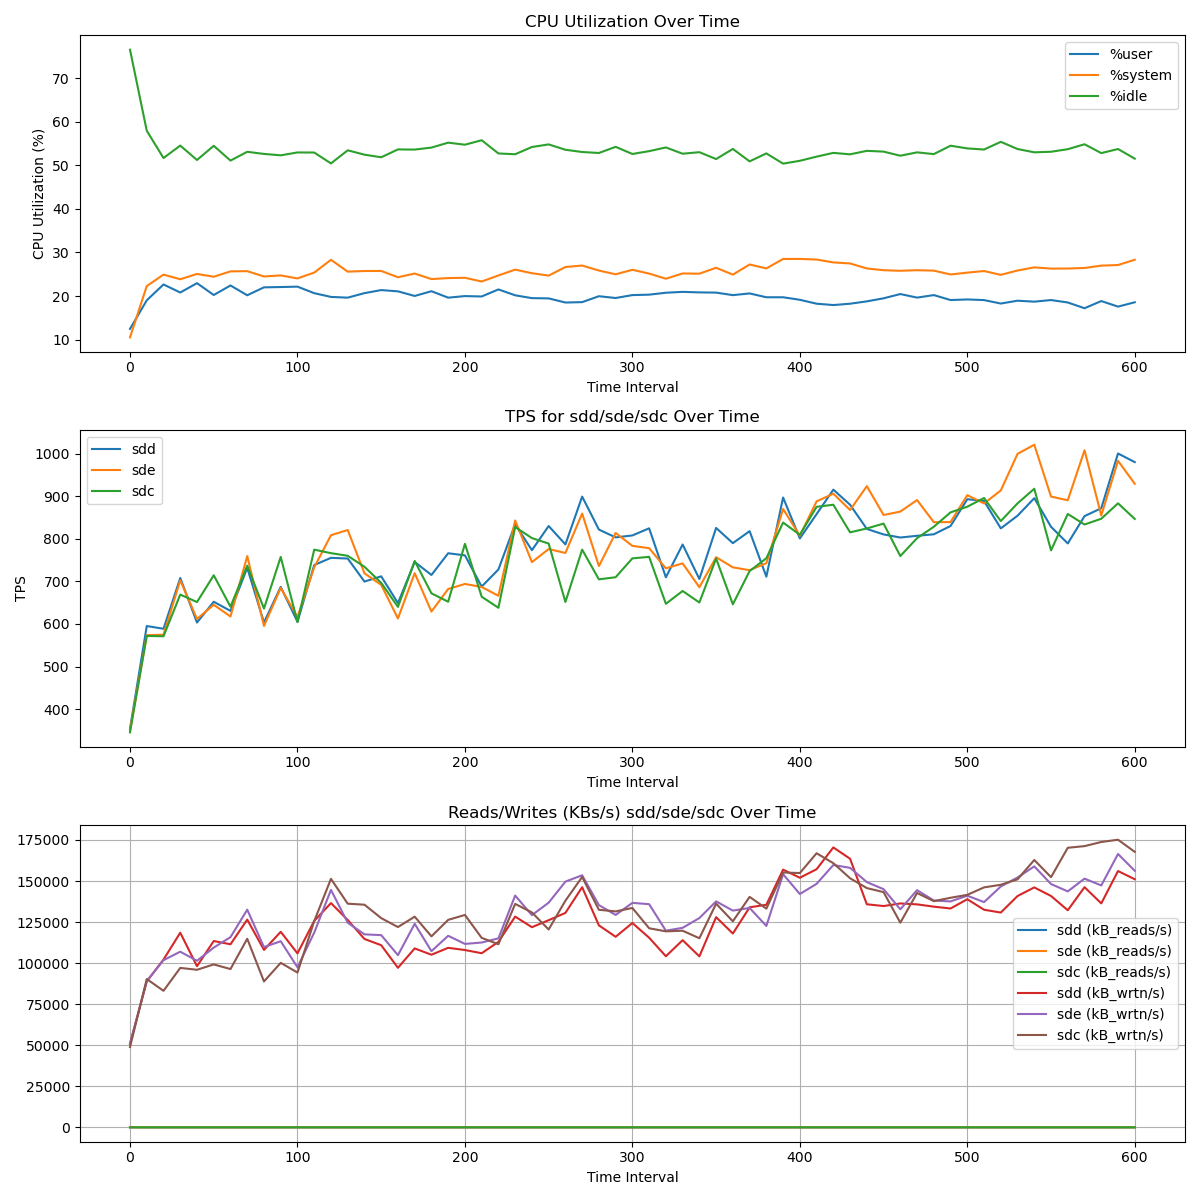 CPU Utilization Over Time
CPU Utilization (%)
70
60
50
40
30
20
10
%user
%system
%idle
0 100 200 300 400 500 600
Time Interval
TPS for sdd/sde/sdc Over Time
TPS
1000
900
800
700
600
500
400
sdd
sde
sdc
0 100 200 300 400 500 600
Time Interval
Reads/Writes (KBs/s) sdd/sde/sdc Over Time
175000
150000
125000
100000
75000
50000
25000
0
sdd (kB_reads/s)
sde (kB_reads/s)
sdc (kB_reads/s)
sdd (kB_wrtn/s)
sde (kB_wrtn/s)
sdc (kB_wrtn/s)
0 100 200 300 400 500 600
Time Interval